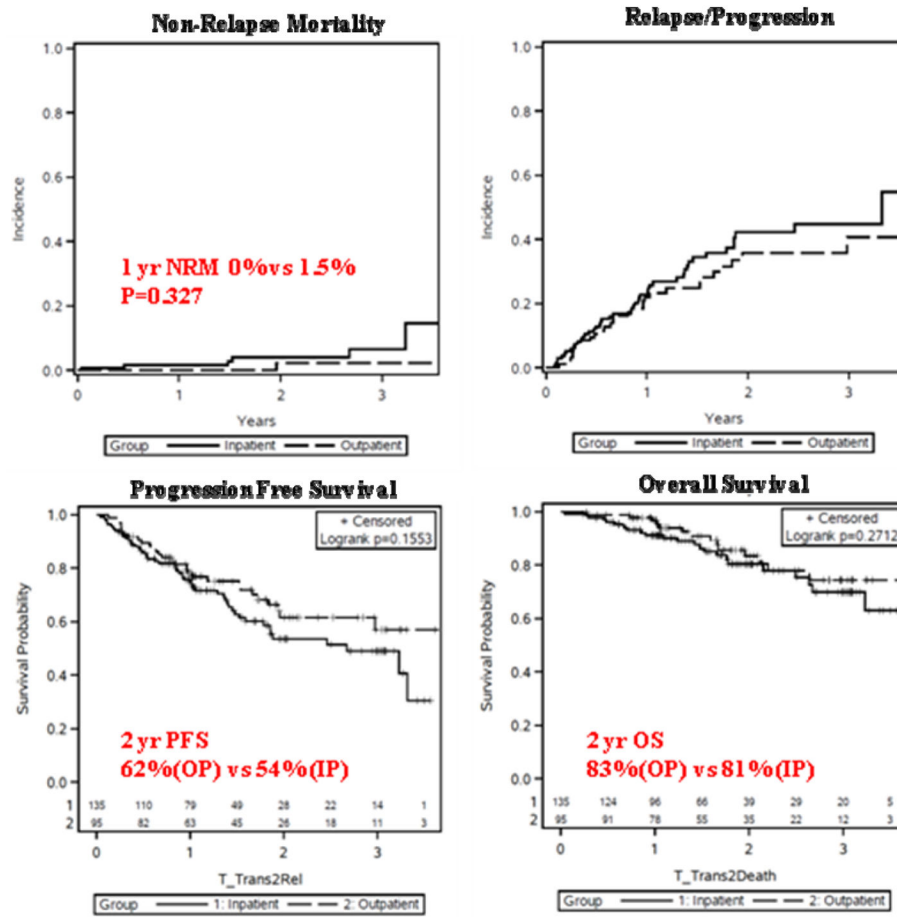 Non-Relapse Mortality
1.0
0.8
0.6
0.4
0.2
0.0
Incidence
1 yr NRM 0% vs 1.5%
P=0.327
0 1 2 3
Years
Group Inpatient Outpatient
Relapse/Progression
1.0
0.8
0.6
0.4
0.2
0.0
Incidence
0 1 2 3
Years
Group Inpatient Outpatient
Progression Free Survival
1.0
0.8
0.6
0.4
0.2
0.0
Survival Probability
+ Censored
Logrank p=0.1553
2 yr PFS
62%(OP) vs 54%(IP)
1 135 110 79 49 28 22 14 1
2 95 82 63 45 26 18 11 3
0 1 2 3
T_Trans2Rel
Group 1: Inpatient 2: Outpatient
Overall Survival
1.0
0.8
0.6
0.4
0.2
0.0
Survival Probability
+ Censored
Logrank p=0.2712
2 yr OS
83%(OP) vs 81%(IP)
1 135 124 96 66 39 29 20 5
2 95 91 78 55 35 22 12 3
0 1 2 3
T_Trans2Death
Group 1: Inpatient 2: Outpatient